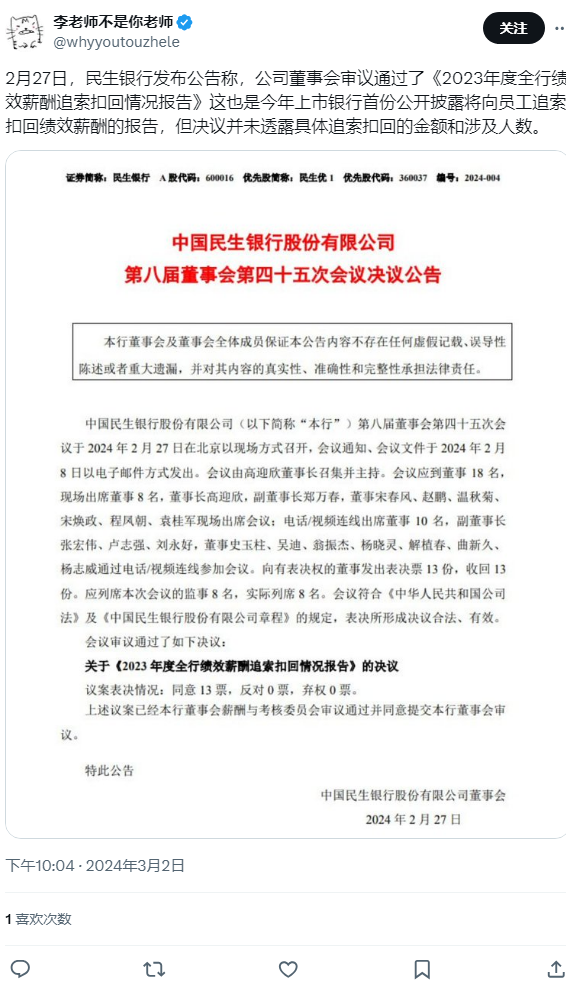 李老师不是你老师
@whyyoutouzhele
关注
2月27日，民生银行发布公告称，公司董事会审议通过了《2023年度全行绩
效薪酬追索扣回情况报告》这也是今年上市银行首份公开披露将向员工追索
扣回绩效薪酬的报告，但决议并未透露具体追索扣回的金额和涉及人数。
证券简称：民生银行 A 股代码：600016 优先股简称：民生优 1 优先股代码：360037 编号：2024-004
中国民生银行股份有限公司
第八届董事会第四十五次会议决议公告
本行董事会及董事会全体成员保证本公告内容不存在任何虚假记载、误导性
陈述或者重大遗漏，并对其内容的真实性、准确性和完整性承担法律责任。
中国民生银行股份有限公司（以下简称“本行”）第八届董事会第四十五次会
议于 2024 年 2 月 27 日在北京以现场方式召开，会议通知、会议文件于 2024 年 2 月
8 日以电子邮件方式发出。会议由高迎欣董事长召集并主持。会议应到董事 18 名，
现场出席董事 8 名，董事长高迎欣，副董事长郑万春，董事宋春风、赵鹏、温秋菊、
宋焕政、程凤朝、袁桂军现场出席会议；电话/视频连线出席董事 10 名，副董事长
张宏伟、卢志强、刘永好，董事史玉柱、吴迪、翁振杰、杨晓灵、解植春、曲新久、
杨志威通过电话/视频连线参加会议。向有表决权的董事发出表决票 13 份，收回 13
份。应列席本次会议的监事 8 名，实际列席 8 名。会议符合《中华人民共和国公司
法》及《中国民生银行股份有限公司章程》的规定，表决所形成决议合法、有效。
会议审议通过了如下决议：
关于《2023 年度全行绩效薪酬追索扣回情况报告》的决议
议案表决情况：同意 13 票，反对 0 票，弃权 0 票。
上述议案已经本行董事会薪酬与考核委员会审议通过并同意提交本行董事会审
议。
特此公告
中国民生银行股份有限公司董事会
2024 年 2 月 27 日
下午10:04 · 2024年3月2日
1 喜欢次数